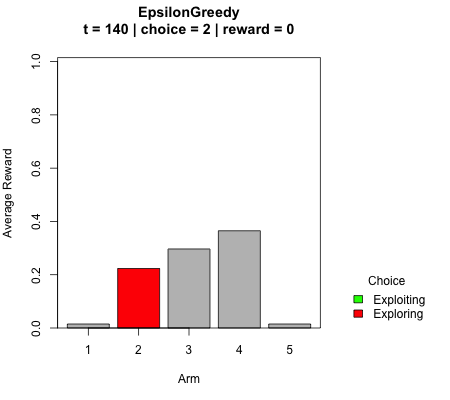 EpsilonGreedy
t = 140 | choice = 2 | reward = 0
1.0
0.8
0.6
0.4
0.2
0.0
Average Reward
1 2 3 4 5
Arm
Choice
Exploiting
Exploring